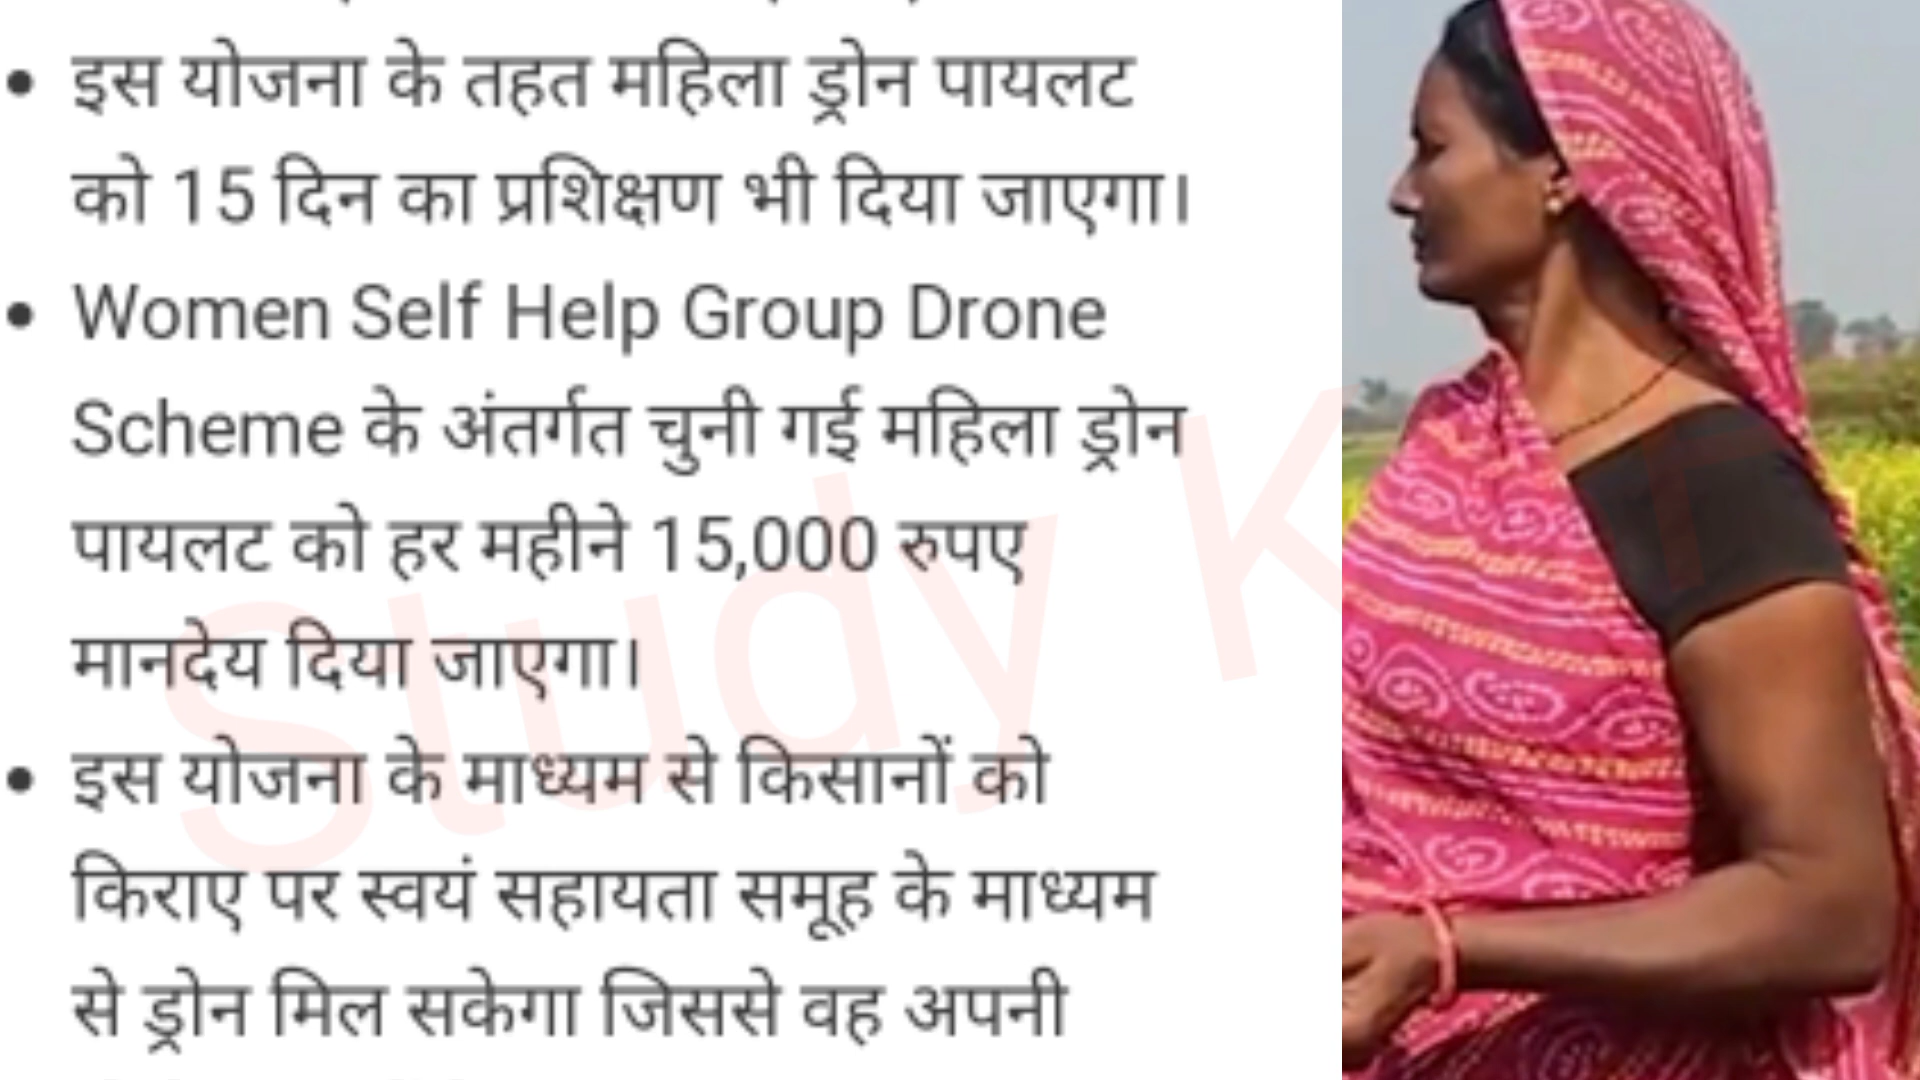 • इस योजना के तहत महिला ड्रोन पायलट
को 15 दिन का प्रशिक्षण भी दिया जाएगा।
• Women Self Help Group Drone
Scheme के अंतर्गत चुनी गई महिला ड्रोन
पायलट को हर महीने 15,000 रुपए
मानदेय दिया जाएगा।
• इस योजना के माध्यम से किसानों को
किराए पर स्वयं सहायता समूह के माध्यम
से ड्रोन मिल सकेगा जिससे वह अपनी
Study K